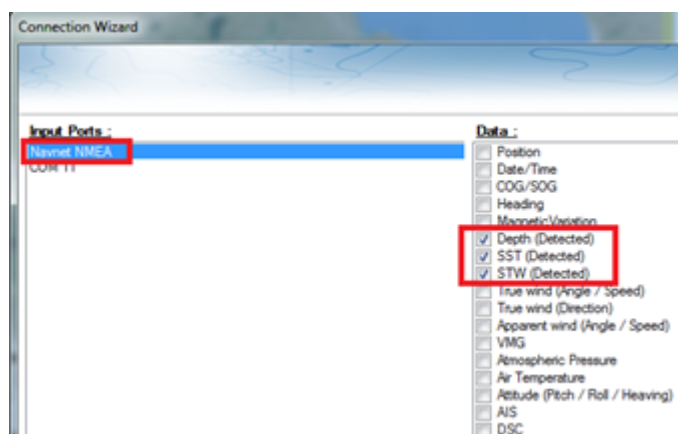 Connection Wizard
Input Ports :
Navnet NMEA
COM 11
Data :
Position
Date/Time
COG/SOG
Heading
Magnetic Variation
Depth (Detected)
SST (Detected)
STW (Detected)
True wind (Angle / Speed)
True wind (Direction)
Apparent wind (Angle / Speed)
VMG
Atmospheric Pressure
Air Temperature
Attitude (Pitch / Roll / Heaving)
AIS
DSC